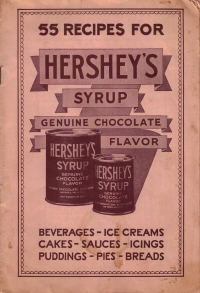 55 RECIPES FOR
HERSHEY'S
SYRUP
GENUINE CHOCOLATE
FLAVOR
HERSHEY'S
SYRUP
GENUINE
CHOCOLATE
FLAVOR
HERSHEY'S
SYRUP
GENUINE
CHOCOLATE
FLAVOR
BEVERAGES - ICE CREAMS
CAKES - SAUCES - ICINGS
PUDDINGS - PIES - BREADS